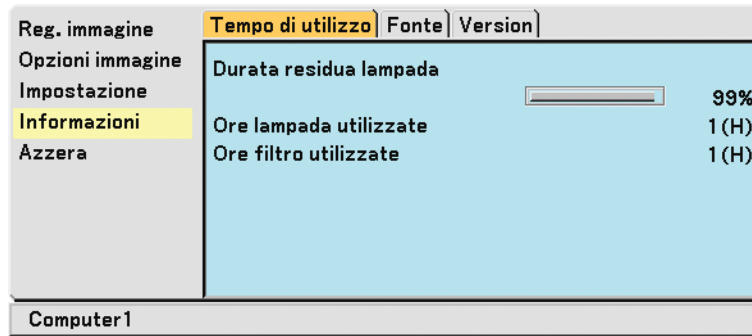 Reg. immagine
Opzioni immagine
Impostazione
Informazioni
Azzera
Tempo di utilizzo Fonte Version
Durata residua lampada
99%
Ore lampada utilizzate 1(H)
Ore filtro utilizzate 1(H)
Computer1